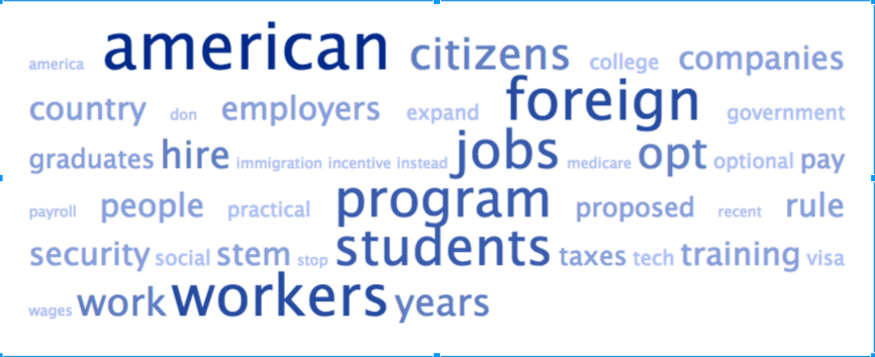 america american citizens college companies
country don employers expand foreign government
graduates hire immigration incentive instead jobs medicare opt optional pay
payroll people practical program proposed recent rule
security social stem stop students taxes tech training visa
wages work workers years